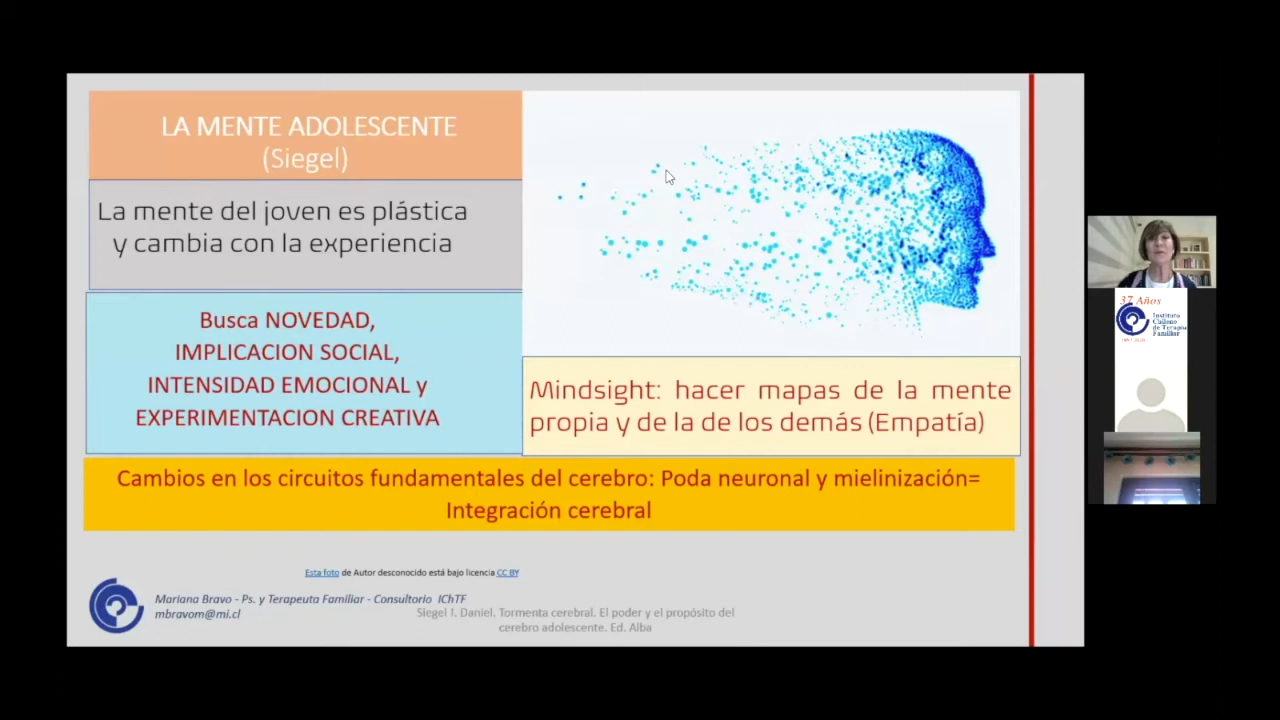 LA MENTE ADOLESCENTE
(Siegel)
La mente del joven es plástica
y cambia con la experiencia
Busca NOVEDAD,
IMPLICACION SOCIAL,
INTENSIDAD EMOCIONAL y
EXPERIMENTACION CREATIVA
Mindsight: hacer mapas de la mente
propia y de la de los demás (Empatía)
Cambios en los circuitos fundamentales del cerebro: Poda neuronal y mielinización=
Integración cerebral
Esta foto de Autor desconocido está bajo licencia CC BY
Mariana Bravo - Ps. y Terapeuta Familiar - Consultorio IChTF
mbravom@mi.cl
Siegel J. Daniel. Tormenta cerebral. El poder y el propósito del
cerebro adolescente. Ed. Alba
37 Años
Instituto
Chileno
de Terapia
Familiar